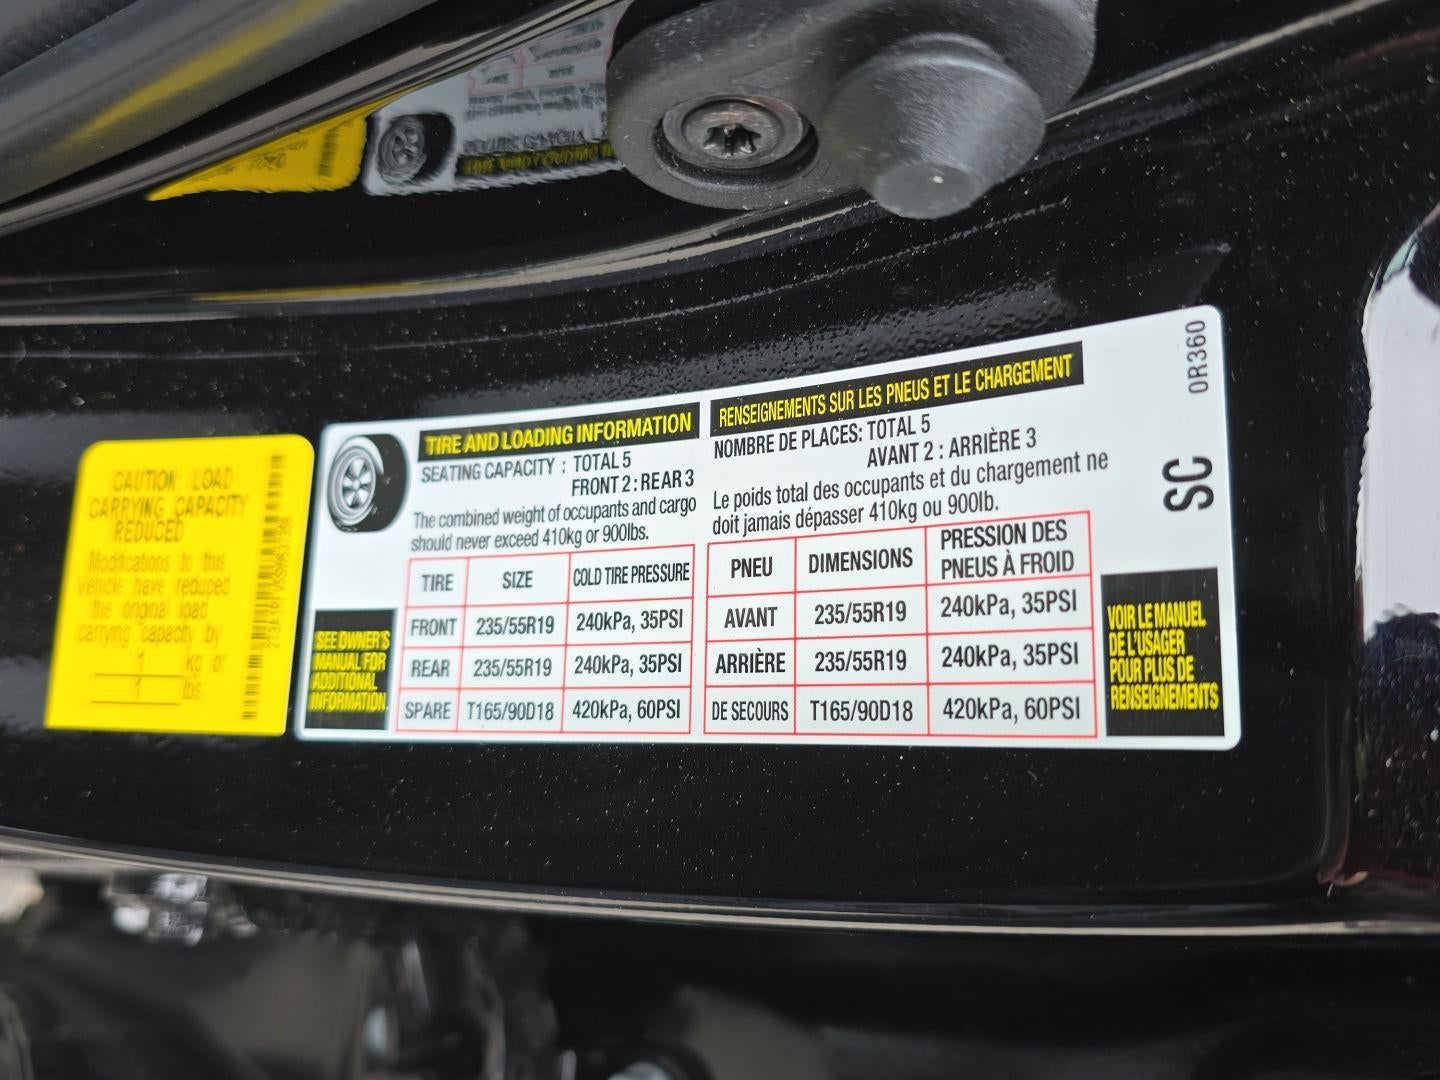 CAUTION: LOAD
CARRYING CAPACITY
REDUCED
Modifications to this
vehicle have reduced
the original load
carrying capacity by
1 kg or
1 lbs.
TIRE AND LOADING INFORMATION
SEATING CAPACITY : TOTAL 5
FRONT 2 : REAR 3
The combined weight of occupants and cargo
should never exceed 410kg or 900lbs.
TIRE SIZE COLD TIRE PRESSURE
FRONT 235/55R19 240kPa, 35PSI
REAR 235/55R19 240kPa, 35PSI
SPARE T165/90D18 420kPa, 60PSI
SEE OWNER'S
MANUAL FOR
ADDITIONAL
INFORMATION.
RENSEIGNEMENTS SUR LES PNEUS ET LE CHARGEMENT
NOMBRE DE PLACES: TOTAL 5
AVANT 2 : ARRIÈRE 3
Le poids total des occupants et du chargement ne
doit jamais dépasser 410kg ou 900lb.
PNEU DIMENSIONS PRESSION DES
PNEUS À FROID
AVANT 235/55R19 240kPa, 35PSI
ARRIÈRE 235/55R19 240kPa, 35PSI
DE SECOURS T165/90D18 420kPa, 60PSI
VOIR LE MANUEL
DE L'USAGER
POUR PLUS DE
RENSEIGNEMENTS
SC
0R360